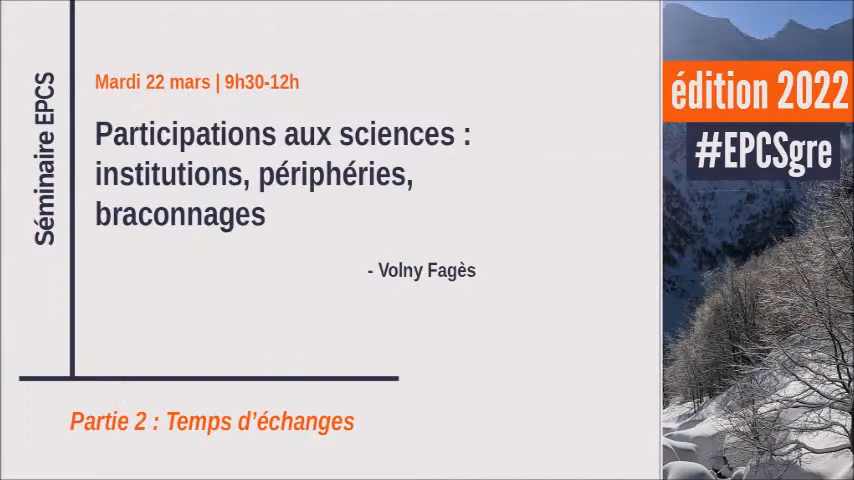 Séminaire EPCS
Mardi 22 mars | 9h30-12h
Participations aux sciences :
institutions, périphéries,
braconnages
- Volny Fagès
Partie 2 : Temps d’échanges
édition 2022
#EPCSgre